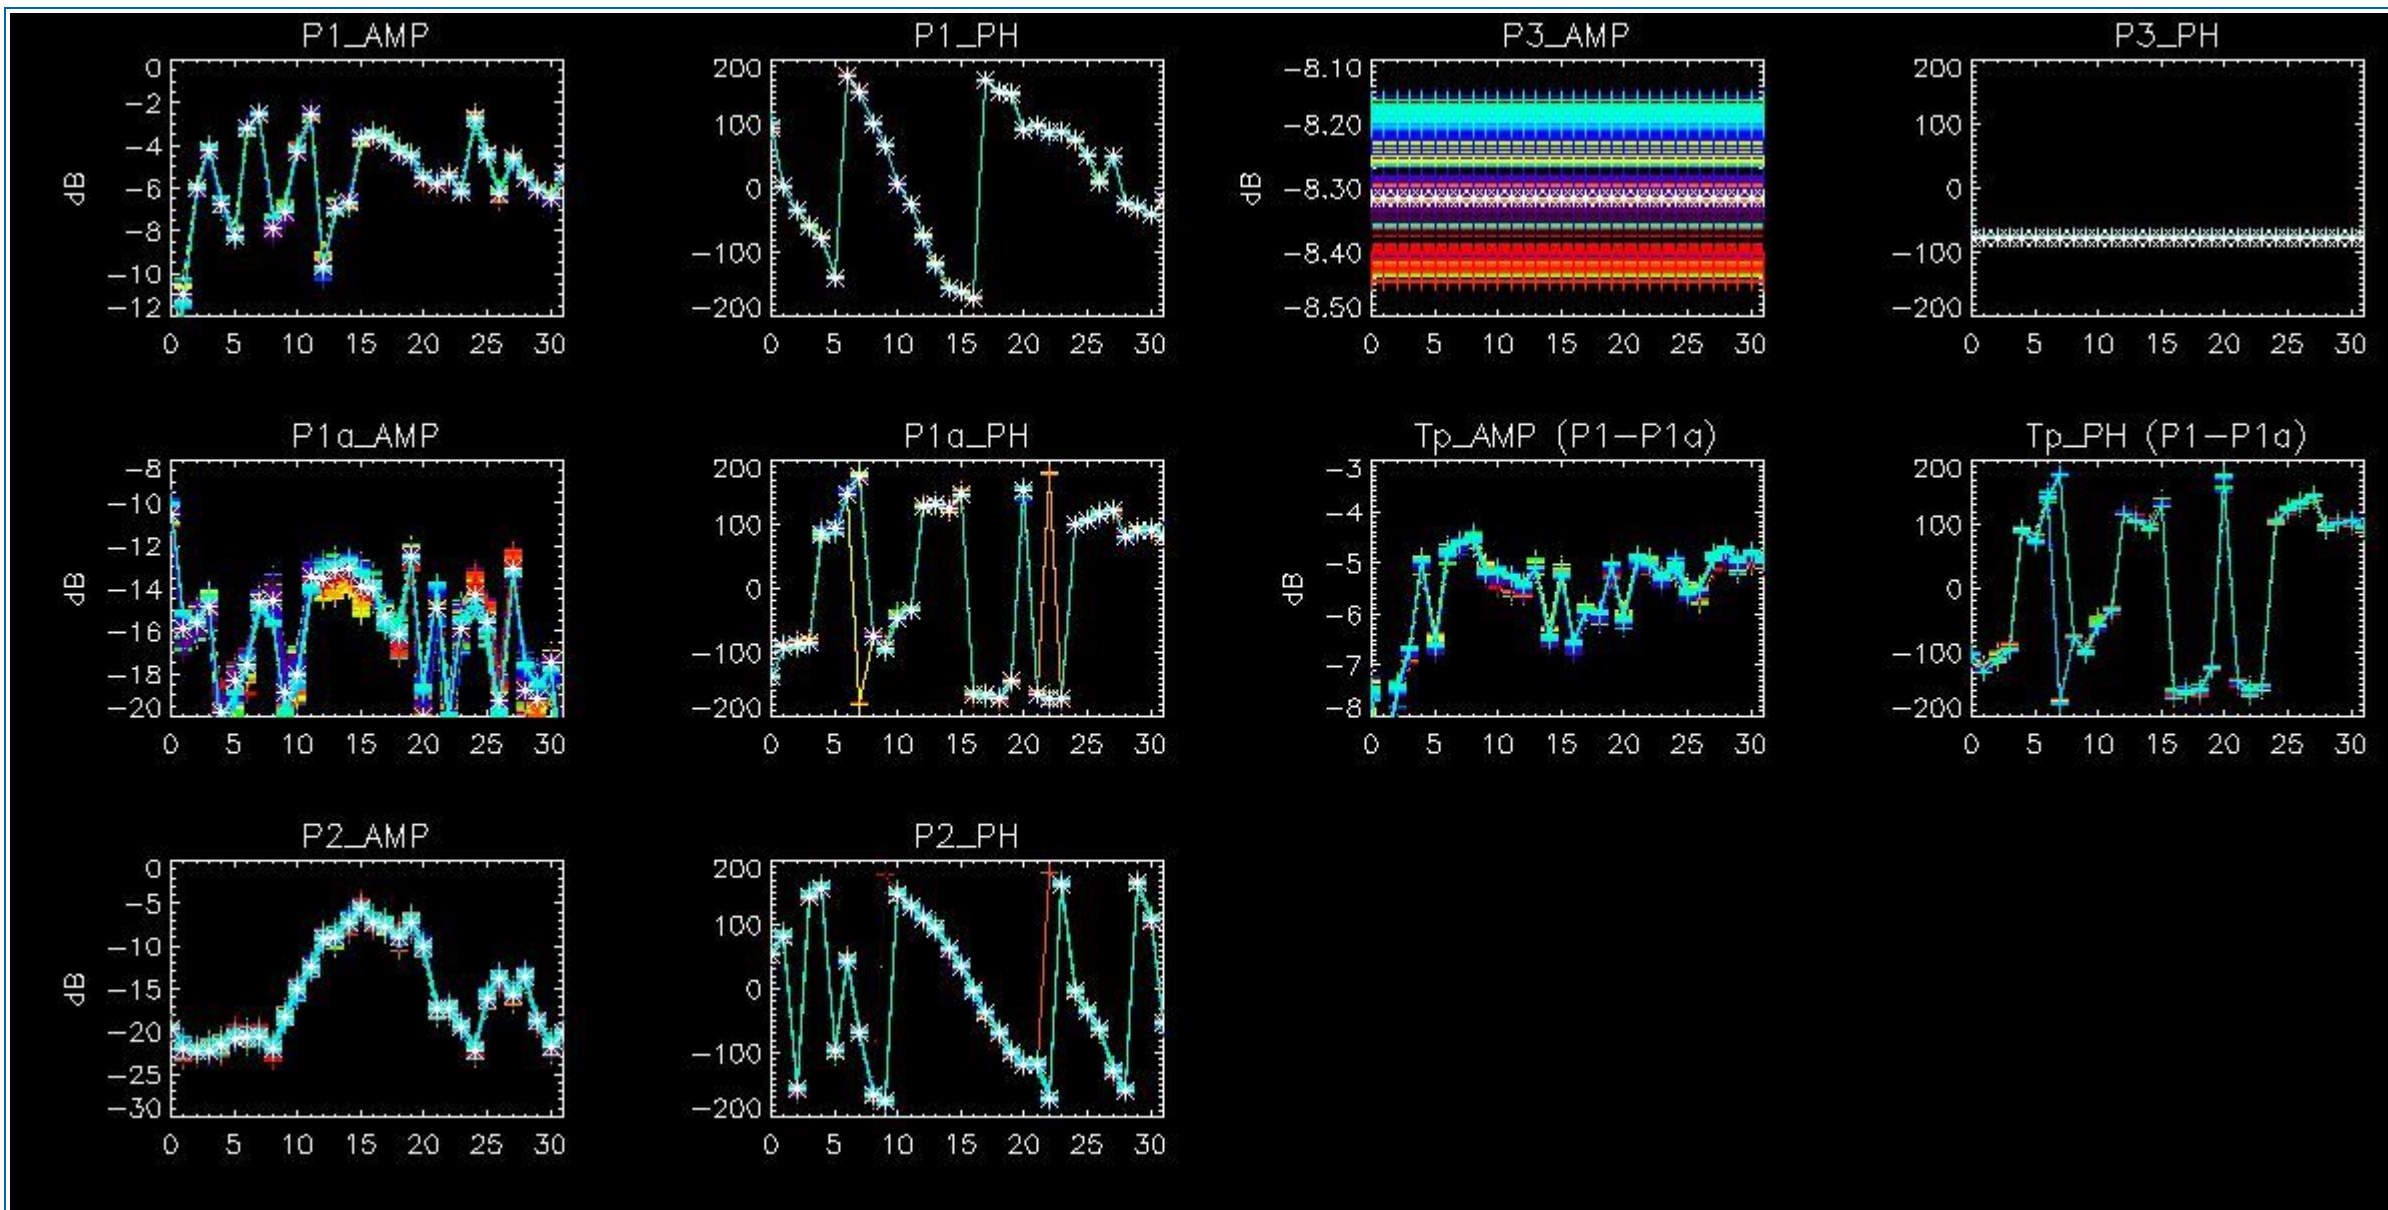 P1_AMP
0
−2
−4
−6
−8
−10
−12
dB
0 5 10 15 20 25 30
P1_PH
200
100
0
−100
−200
0 5 10 15 20 25 30
P3_AMP
−8.10
−8.20
−8.30
−8.40
−8.50
dB
0 5 10 15 20 25 30
P3_PH
200
100
0
−100
−200
0 5 10 15 20 25 30
P1a_AMP
−8
−10
−12
−14
−16
−18
−20
dB
0 5 10 15 20 25 30
P1a_PH
200
100
0
−100
−200
0 5 10 15 20 25 30
Tp_AMP (P1−P1a)
−3
−4
−5
−6
−7
−8
dB
0 5 10 15 20 25 30
Tp_PH (P1−P1a)
200
100
0
−100
−200
0 5 10 15 20 25 30
P2_AMP
0
−5
−10
−15
−20
−25
−30
dB
0 5 10 15 20 25 30
P2_PH
200
100
0
−100
−200
0 5 10 15 20 25 30